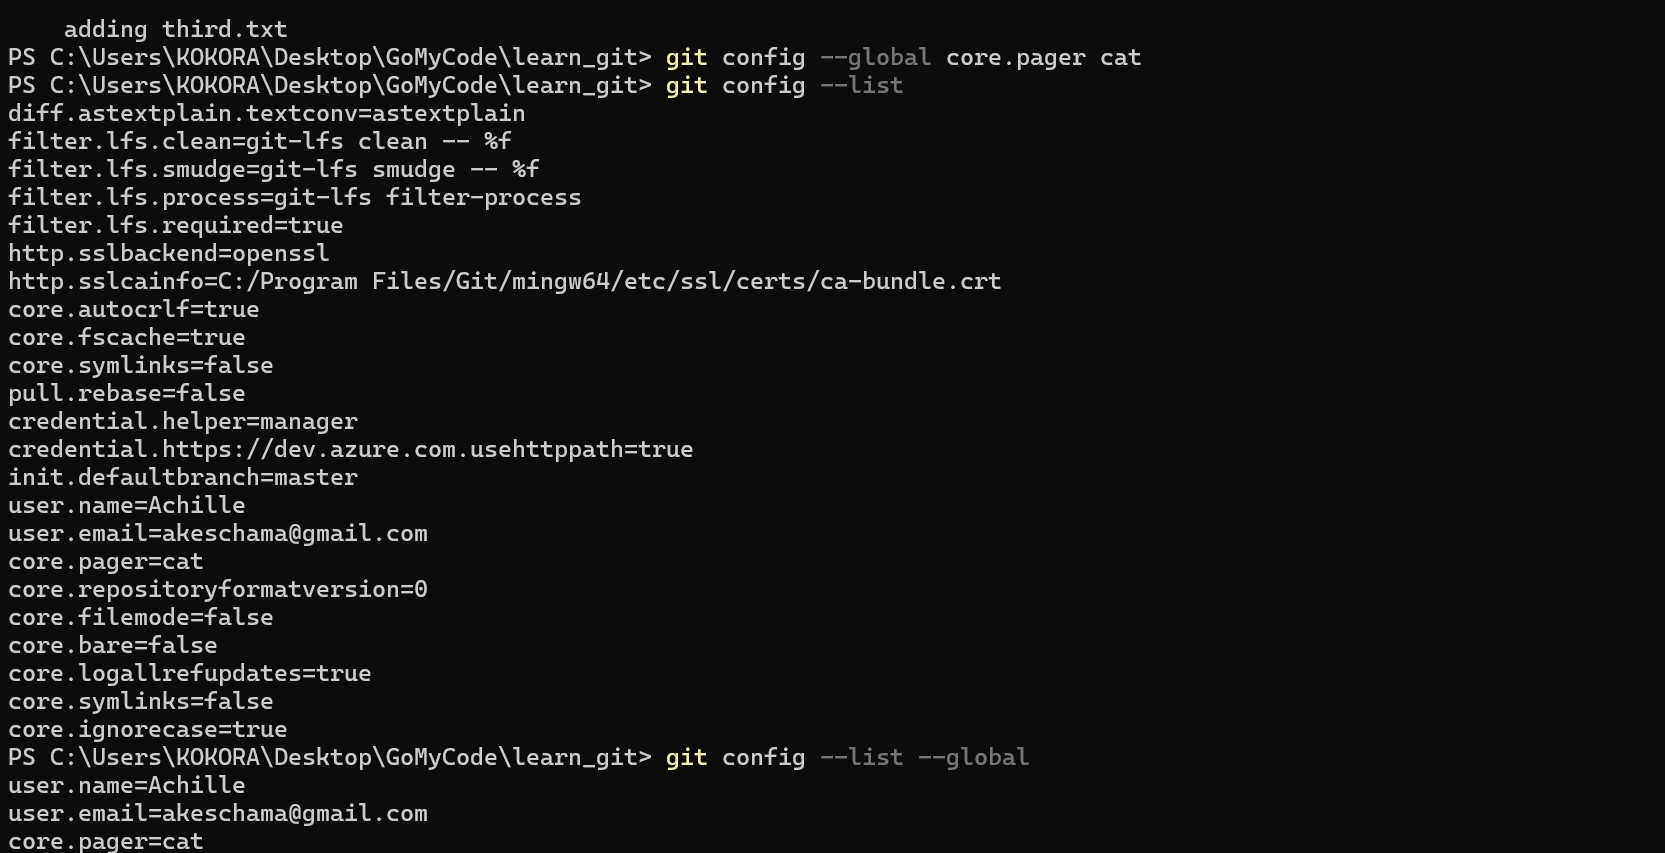 adding third.txt
PS C:\Users\KOKORA\Desktop\GoMyCode\learn_git> git config --global core.pager cat
PS C:\Users\KOKORA\Desktop\GoMyCode\learn_git> git config --list
diff.astextplain.textconv=astextplain
filter.lfs.clean=git-lfs clean -- %f
filter.lfs.smudge=git-lfs smudge -- %f
filter.lfs.process=git-lfs filter-process
filter.lfs.required=true
http.sslbackend=openssl
http.sslcainfo=C:/Program Files/Git/mingw64/etc/ssl/certs/ca-bundle.crt
core.autocrlf=true
core.fscache=true
core.symlinks=false
pull.rebase=false
credential.helper=manager
credential.https://dev.azure.com.usehttppath=true
init.defaultbranch=master
user.name=Achille
user.email=akeschama@gmail.com
core.pager=cat
core.repositoryformatversion=0
core.filemode=false
core.bare=false
core.logallrefupdates=true
core.symlinks=false
core.ignorecase=true
PS C:\Users\KOKORA\Desktop\GoMyCode\learn_git> git config --list --global
user.name=Achille
user.email=akeschama@gmail.com
core.pager=cat